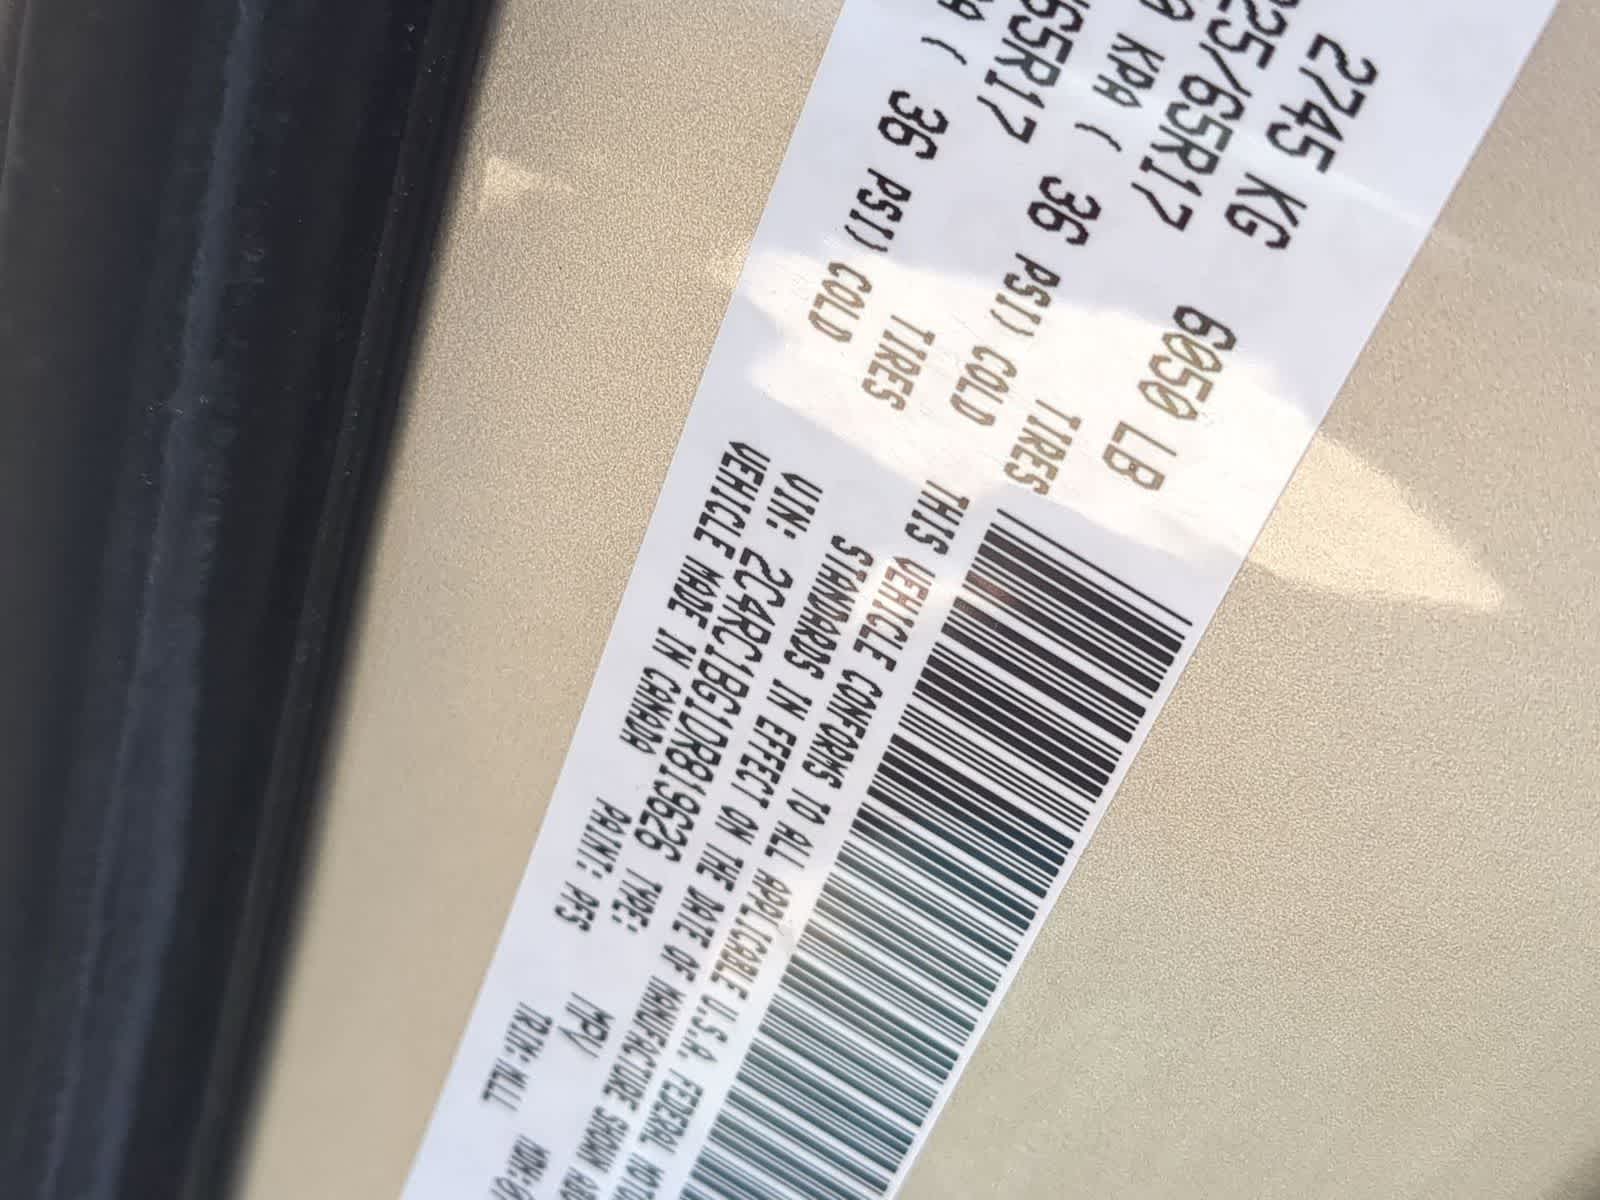 2745 KG 6050 LB
225/65R17
KPA ( 36 PSI) COLD TIRES
/65R17
( 36 PSI) COLD TIRES
THIS VEHICLE CONFORMS TO ALL APPLICABLE U.S.A. FEDERAL
STANDARDS IN EFFECT ON THE DATE OF MANUFACTURE SHOWN
VIN: 2C4RC1BG1DR819626 TYPE: MPV
VEHICLE MADE IN CANADA PAINT: PFS TRIM: MLL